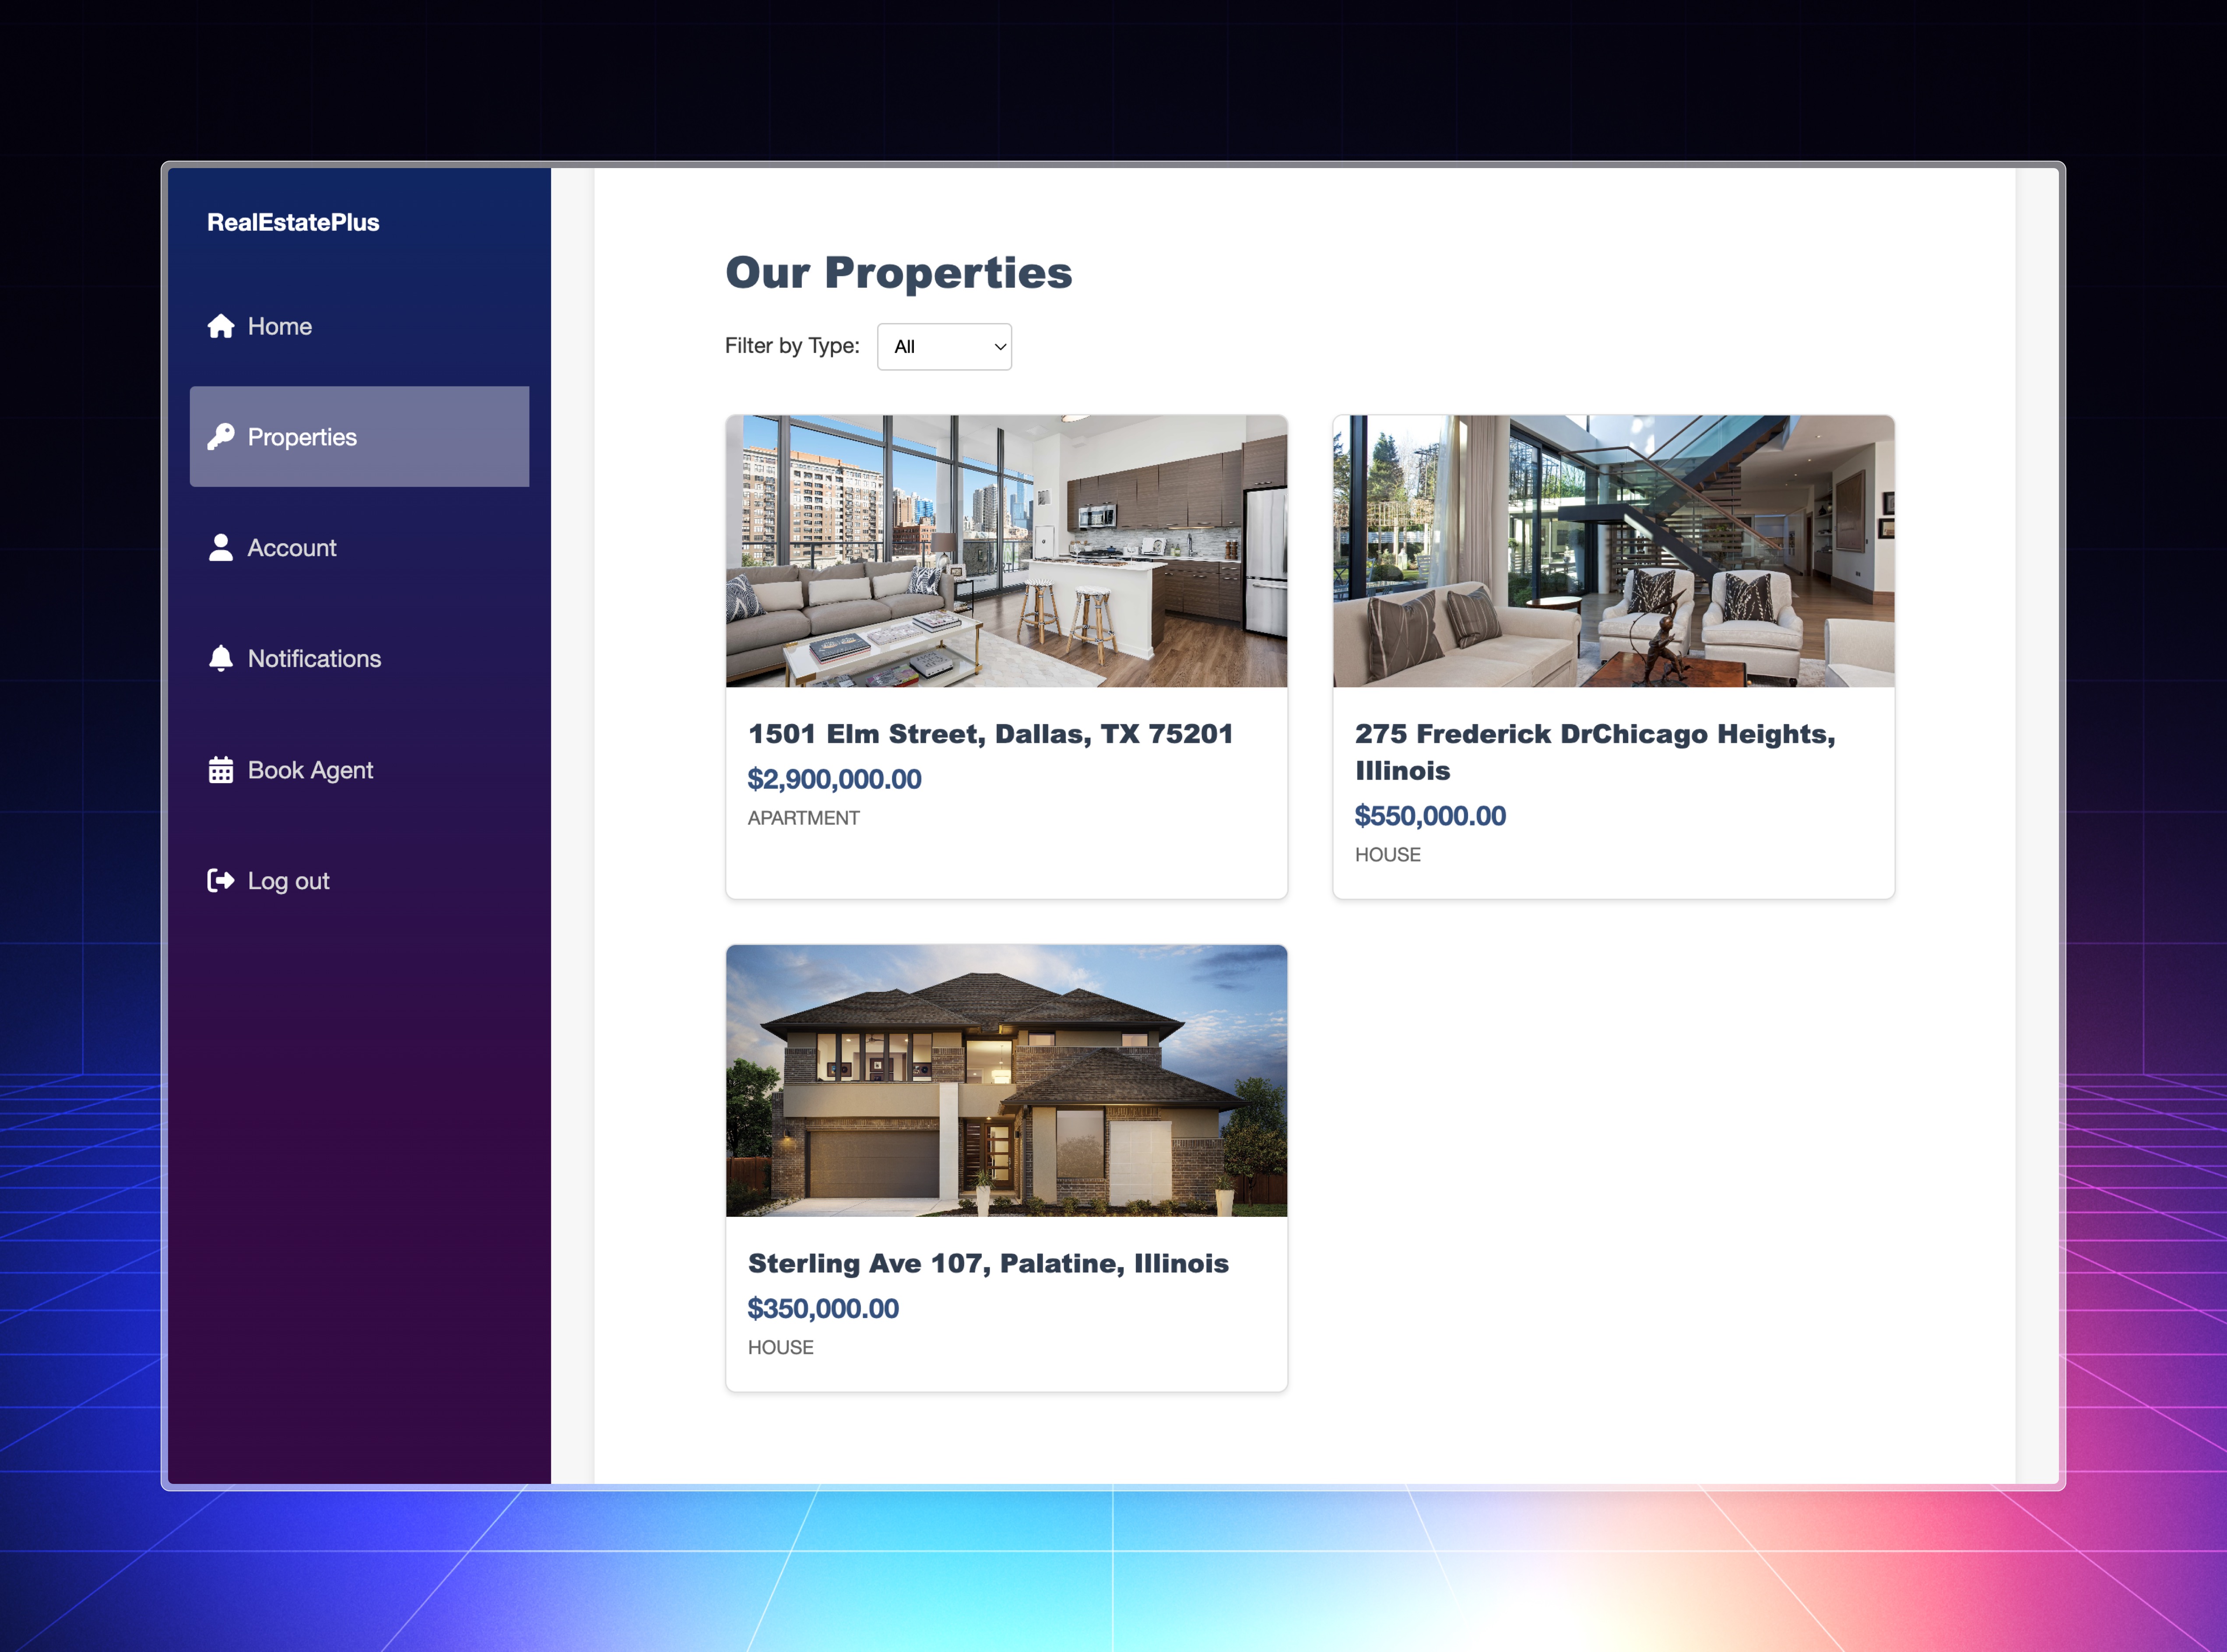 RealEstatePlus
Home
Properties
Account
Notifications
Book Agent
Log out
Our Properties
Filter by Type:
All
1501 Elm Street, Dallas, TX 75201
$2,900,000.00
APARTMENT
275 Frederick DrChicago Heights,
Illinois
$550,000.00
HOUSE
Sterling Ave 107, Palatine, Illinois
$350,000.00
HOUSE